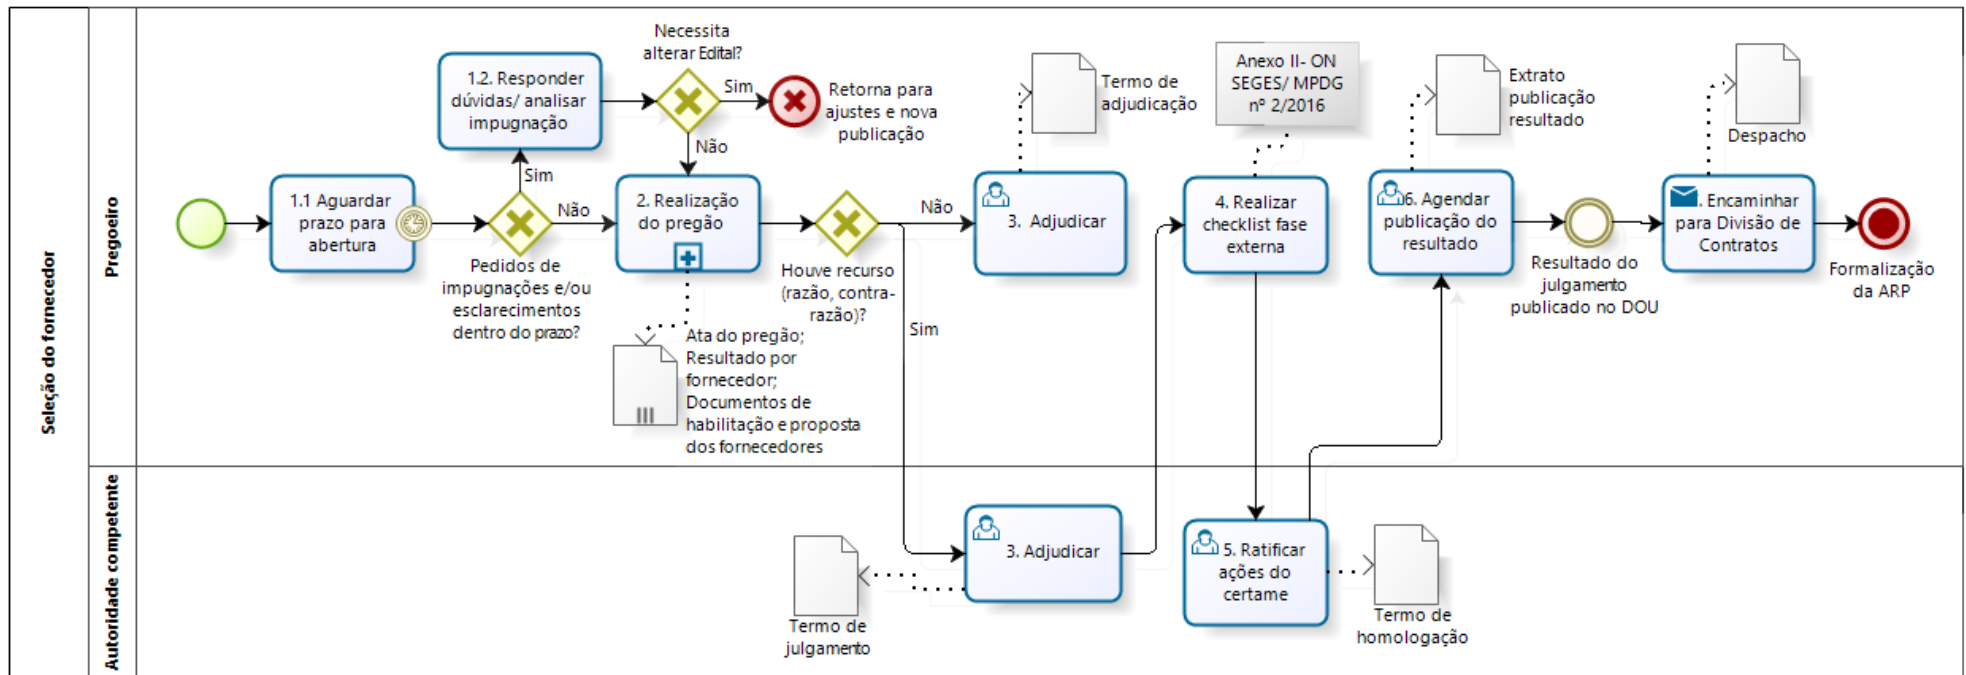 Seleção do fornecedor
Pregoeiro
1.1 Aguardar
prazo para
abertura
1.2. Responder
dúvidas/ analisar
impugnação
Necessita
alterar Edital?
Sim
Retorna para
ajustes e nova
publicação
Não
Sim
Não
Pedidos de
impugnações e/ou
esclarecimentos
dentro do prazo?
2. Realização
do pregão
Ata do pregão;
Resultado por
fornecedor;
Documentos de
habilitação e proposta
dos fornecedores
Houve recurso
(razão, contra-
razão)?
Não
Sim
3. Adjudicar
Termo de
adjudicação
Anexo II- ON
SEGES/ MPDG
nº 2/2016
4. Realizar
checklist fase
externa
6. Agendar
publicação do
resultado
Extrato
publicação
resultado
Resultado do
julgamento
publicado no DOU
. Encaminhar
para Divisão de
Contratos
Despacho
Formalização
da ARP
Autoridade competente
3. Adjudicar
Termo de
julgamento
5. Ratificar
ações do
certame
Termo de
homologação